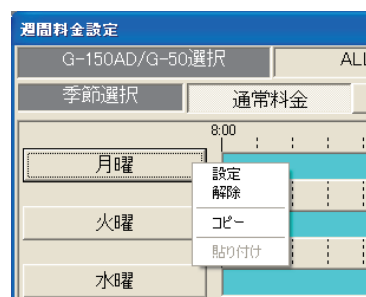 週間料金設定
G-150AD/G-50選択 ALL
季節選択 通常料金
8:00
月曜
設定
解除
コピー
貼り付け
火曜
水曜